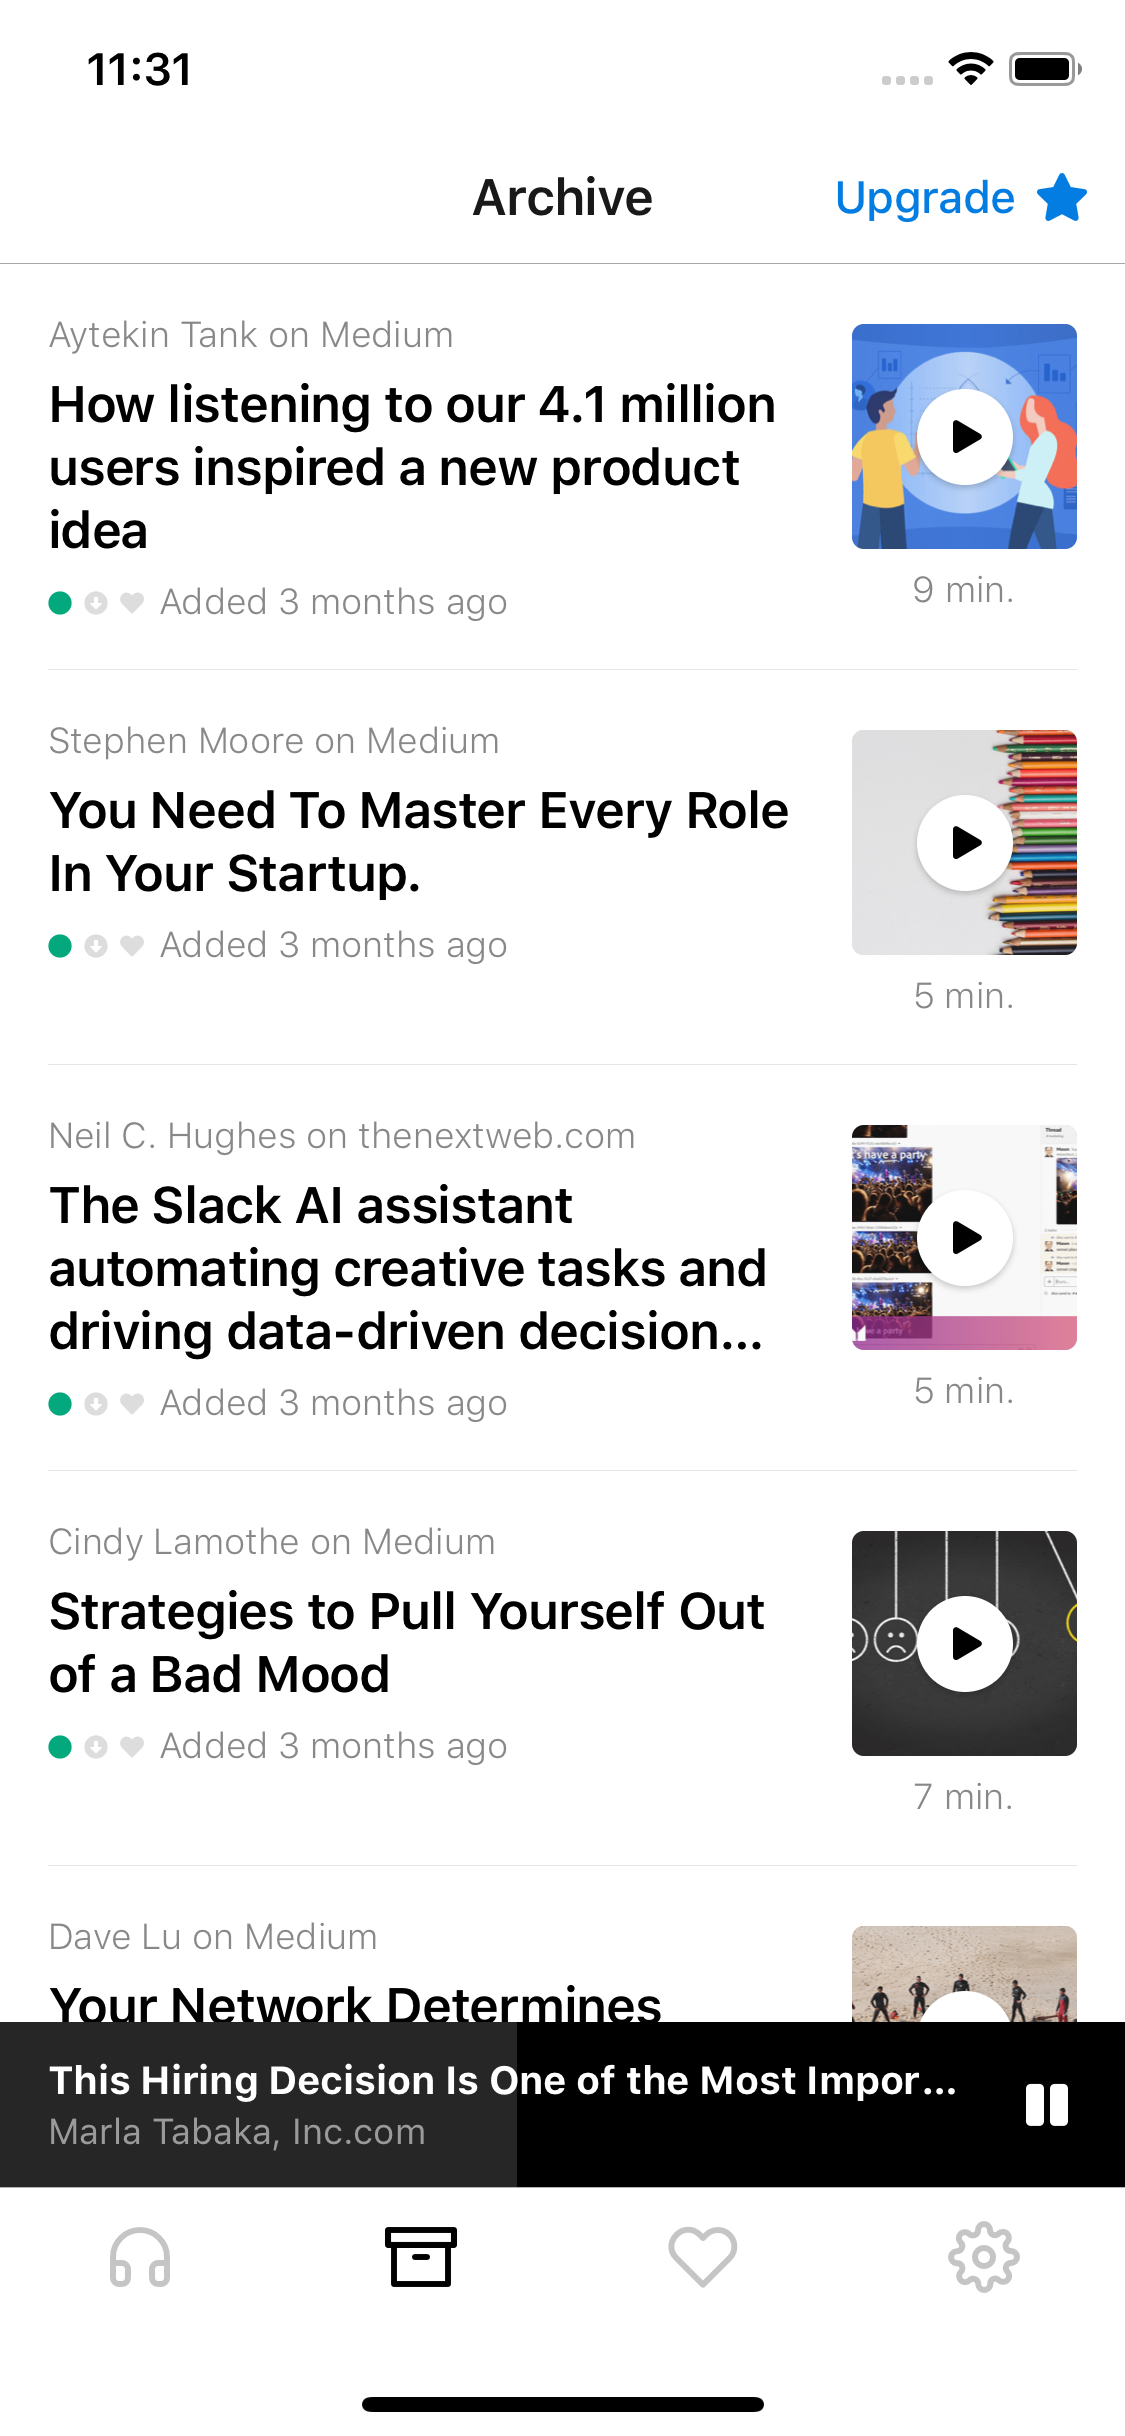 11:31
Archive
Upgrade
Aytekin Tank on Medium
How listening to our 4.1 million
users inspired a new product
idea
Added 3 months ago
9 min.
Stephen Moore on Medium
You Need To Master Every Role
In Your Startup.
Added 3 months ago
5 min.
Neil C. Hughes on thenextweb.com
The Slack AI assistant
automating creative tasks and
driving data-driven decision...
Added 3 months ago
's have a party
Thread
have a party
5 min.
Cindy Lamothe on Medium
Strategies to Pull Yourself Out
of a Bad Mood
Added 3 months ago
7 min.
Dave Lu on Medium
Your Network Determines
This Hiring Decision Is One of the Most Impor...
Marla Tabaka, Inc.com